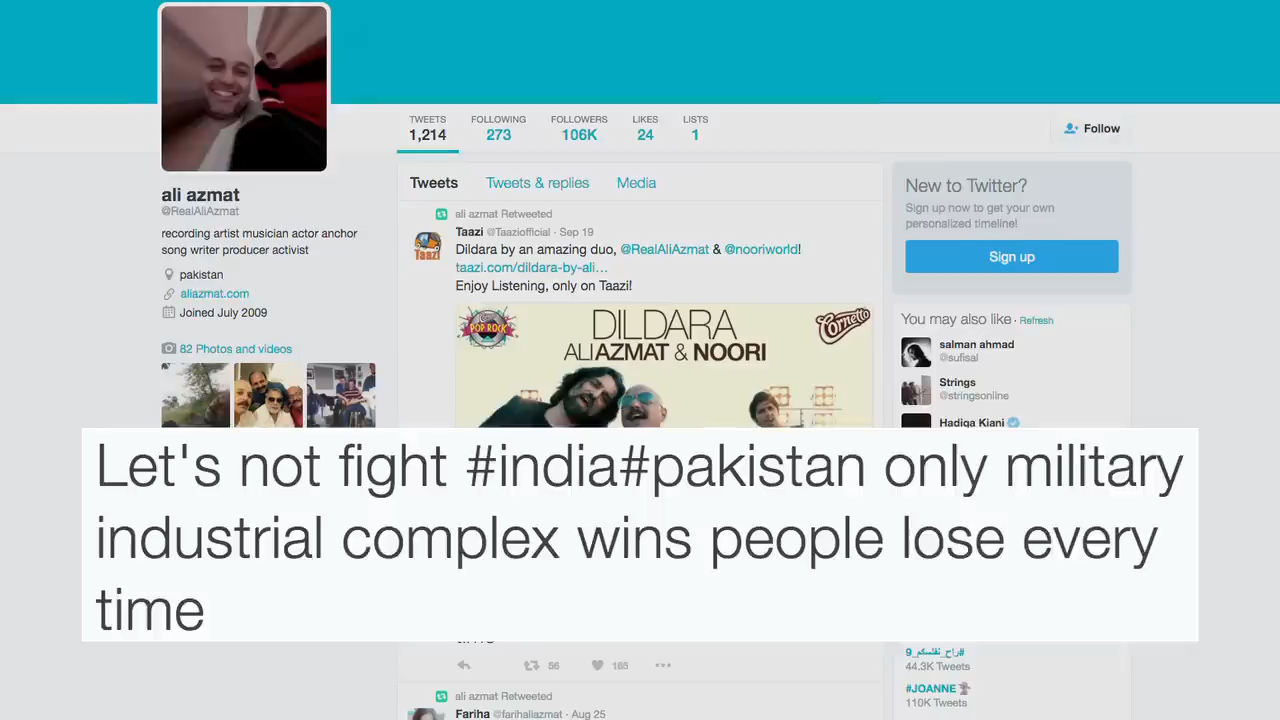 TWEETS
1,214
FOLLOWING
273
FOLLOWERS
106K
LIKES
24
LISTS
1
Follow
ali azmat
@RealAliAzmat
recording artist musician actor anchor
song writer producer activist
pakistan
aliazmat.com
Joined July 2009
82 Photos and videos
Tweets
Tweets & replies
Media
ali azmat Retweeted
Taazi @Taaziofficial · Sep 19
Dildara by an amazing duo, @RealAliAzmat & @nooriworld!
taazi.com/dildara-by-ali…
Enjoy Listening, only on Taazi!
Taazi
POP ROCK
DILDARA
ALI AZMAT & NOORI
Cornetto
New to Twitter?
Sign up now to get your own
personalized timeline!
Sign up
You may also like · Refresh
salman ahmad
@sufisal
Strings
@stringsonline
Hadiqa Kiani
Let's not fight #india#pakistan only military
industrial complex wins people lose every
time
56
165
ali azmat Retweeted
Fariha @farihaliazmat · Aug 25
#راح_نفلسكم_9
44.3K Tweets
#JOANNE
110K Tweets